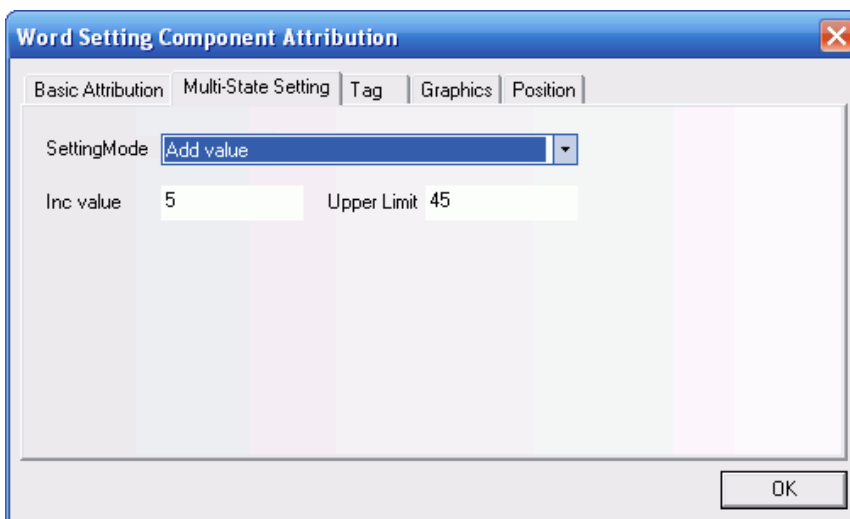 Word Setting Component Attribution
Basic Attribution Multi-State Setting Tag Graphics Position
SettingMode Add value
Inc value 5 Upper Limit 45
OK